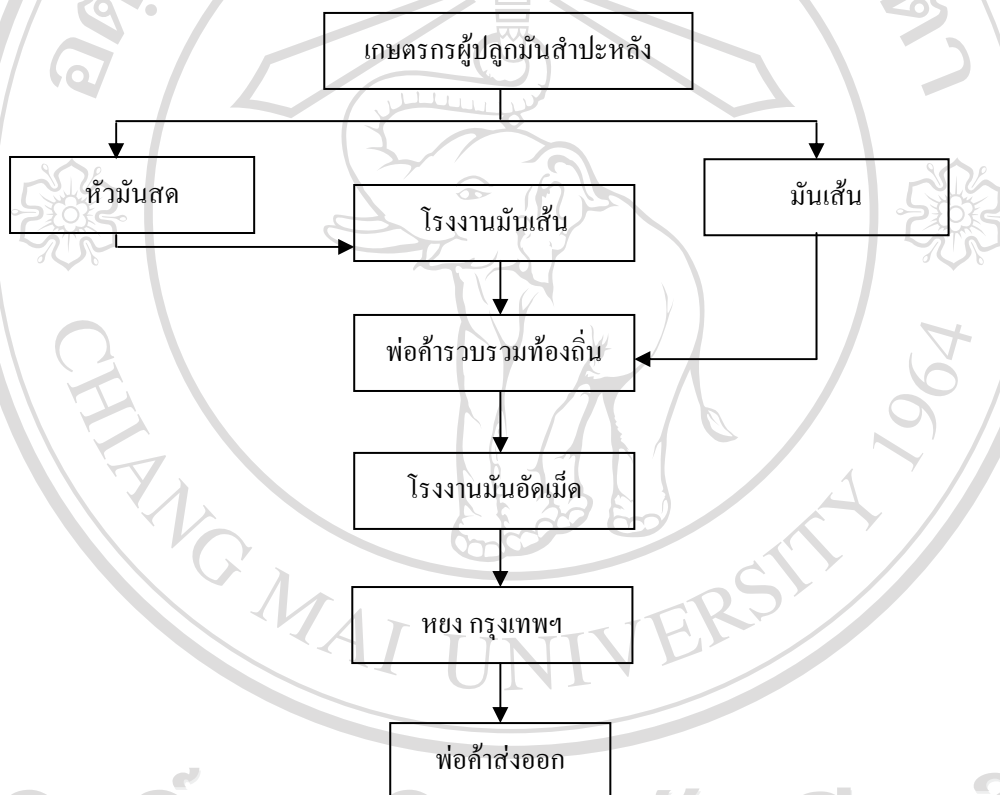 เกษตรกรผู้ปลูกมันสำปะหลัง
หัวมันสด
มันเส้น
โรงงานมันเส้น
พ่อค้ารวบรวมท้องถิ่น
โรงงานมันอัดเม็ด
หยง กรุงเทพฯ
พ่อค้าส่งออก
CHIANG MAI UNIVERSITY 1964